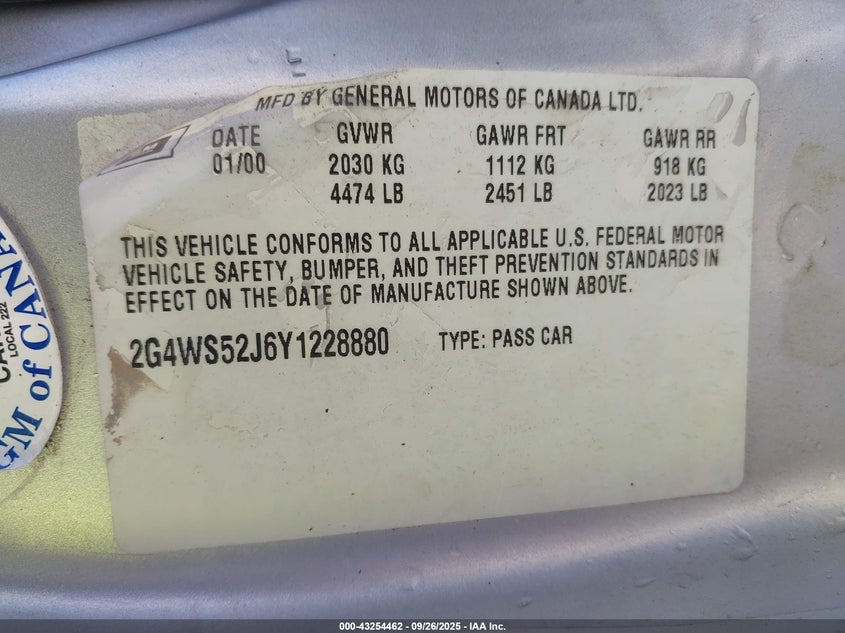 MFD BY GENERAL MOTORS OF CANADA LTD.
DATE GVWR GAWR FRT GAWR RR
01/00 2030 KG 1112 KG 918 KG
4474 LB 2451 LB 2023 LB
THIS VEHICLE CONFORMS TO ALL APPLICABLE U.S. FEDERAL MOTOR
VEHICLE SAFETY, BUMPER, AND THEFT PREVENTION STANDARDS IN
EFFECT ON THE DATE OF MANUFACTURE SHOWN ABOVE.
2G4WS52J6Y1228880 TYPE: PASS CAR
LOCAL 222
GM of CANA
000-43254462 - 09/26/2025 - IAA Inc.